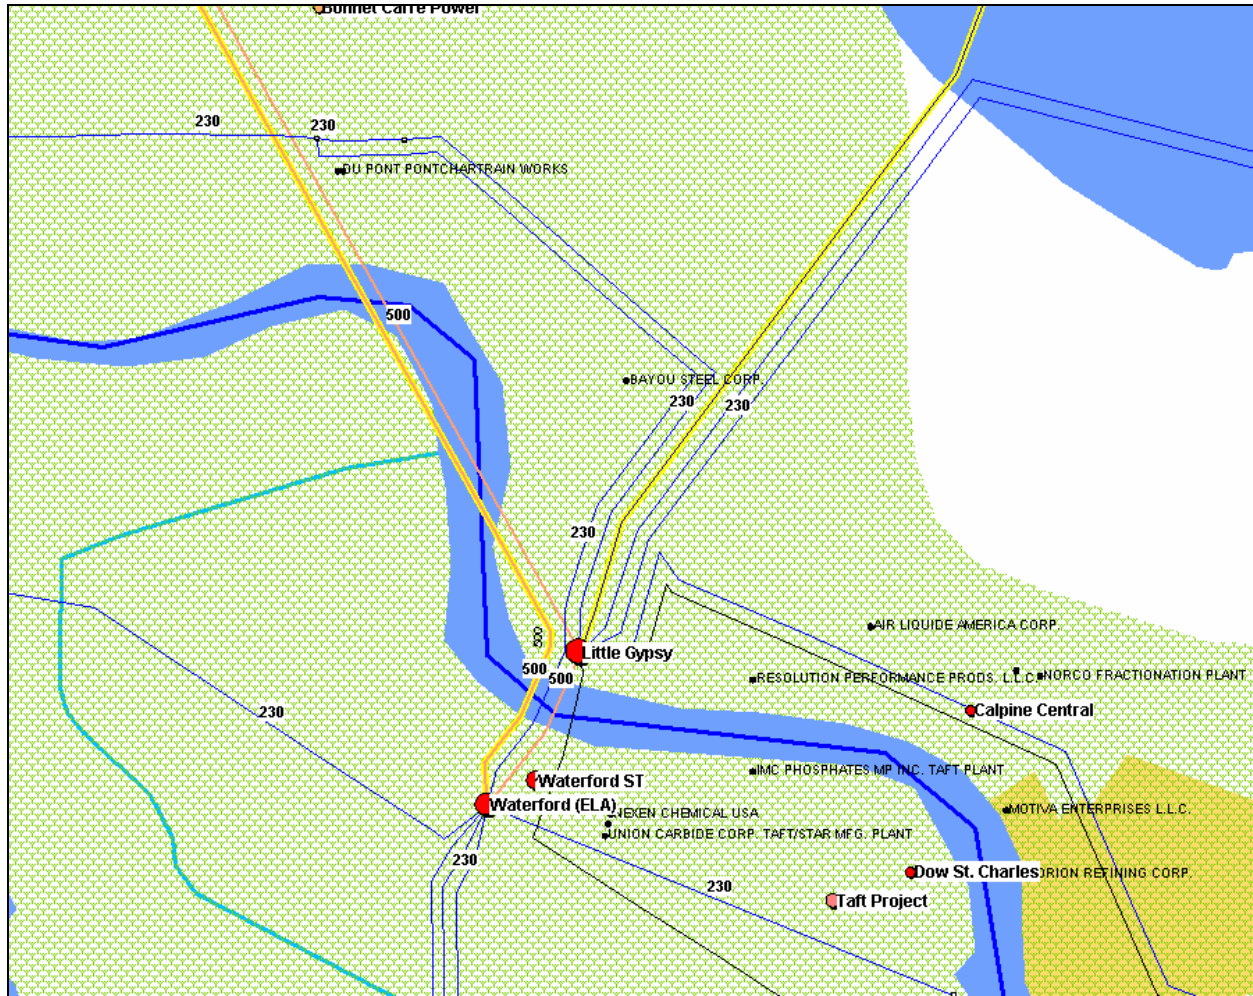 Bonnet Carre Power
230
230
DU PONT PONTCHARTRAIN WORKS
500
BAYOU STEEL CORP.
230
230
230
AIR LIQUIDE AMERICA CORP.
500
Little Gypsy
500
500
RESOLUTION PERFORMANCE PRODS. L.L.C.
NORCO FRACTIONATION PLANT
230
Calpine Central
Waterford ST
IMC PHOSPHATES MP INC. TAFT PLANT
Waterford (ELA)
NEXEN CHEMICAL USA
MOTIVA ENTERPRISES L.L.C.
UNION CARBIDE CORP. TAFT/STAR MFG. PLANT
230
Dow St. Charles
ORION REFINING CORP.
230
Taft Project